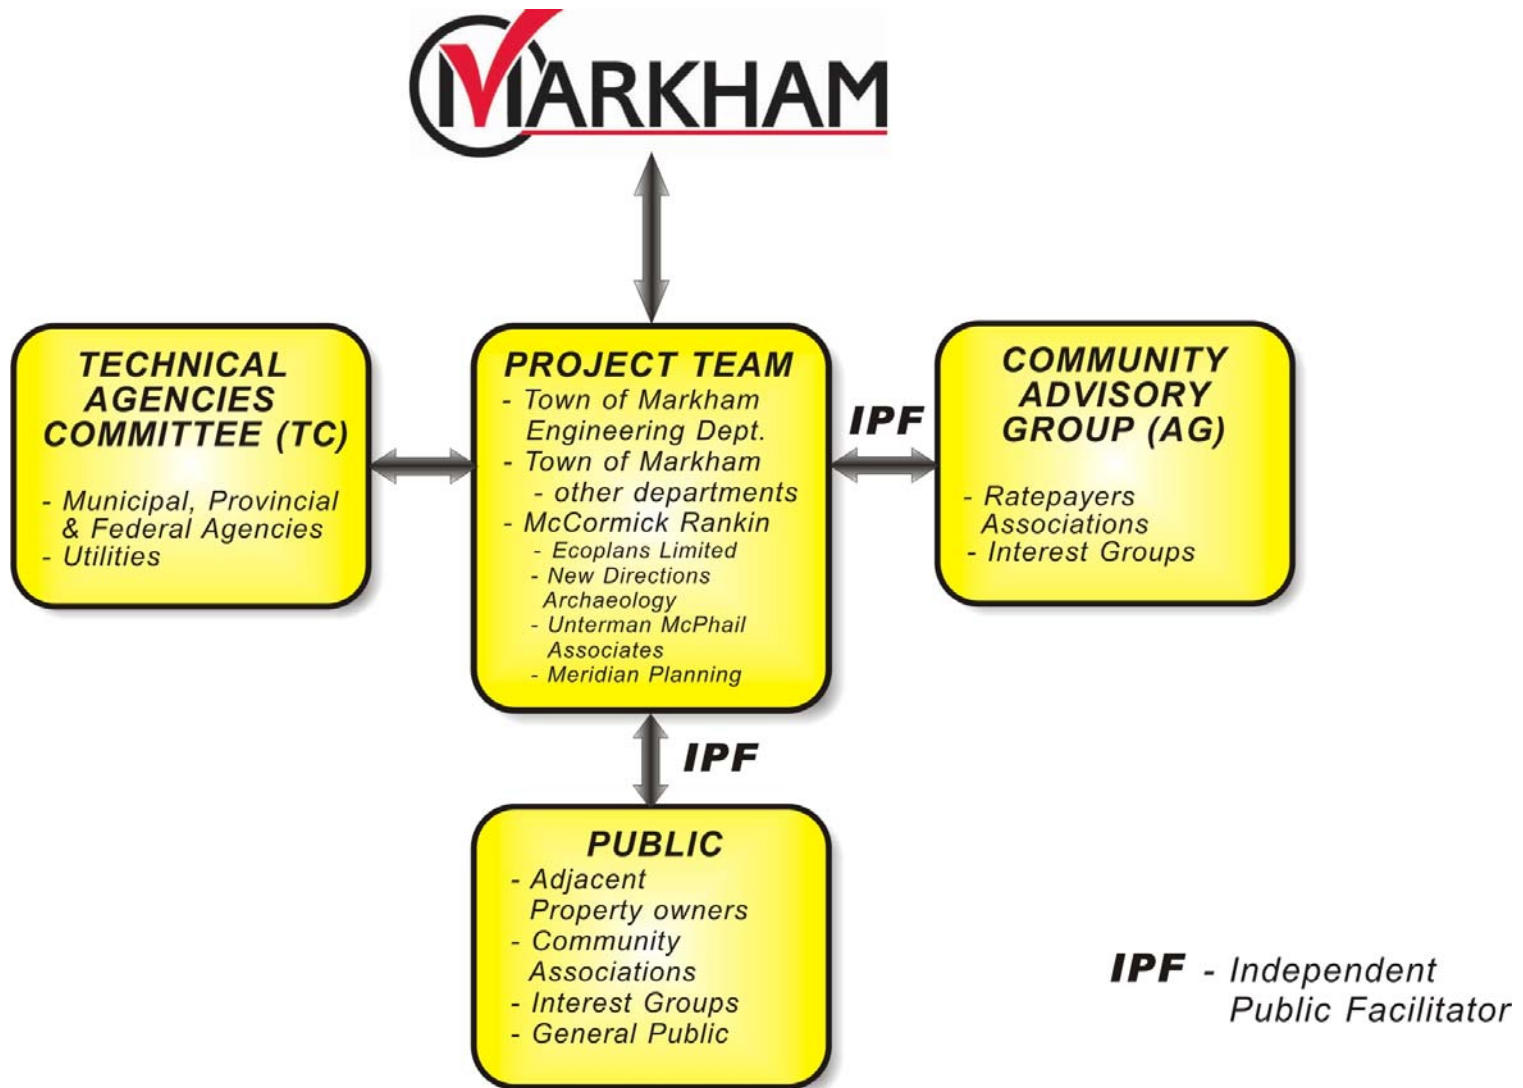 MARKHAM
TECHNICAL
AGENCIES
COMMITTEE (TC)
- Municipal, Provincial
& Federal Agencies
- Utilities
PROJECT TEAM
- Town of Markham
Engineering Dept.
- Town of Markham
- other departments
- McCormick Rankin
- Ecoplans Limited
- New Directions
Archaeology
- Unterman McPhail
Associates
- Meridian Planning
IPF
COMMUNITY
ADVISORY
GROUP (AG)
- Ratepayers
Associations
- Interest Groups
IPF
PUBLIC
- Adjacent
Property owners
- Community
Associations
- Interest Groups
- General Public
IPF - Independent
Public Facilitator